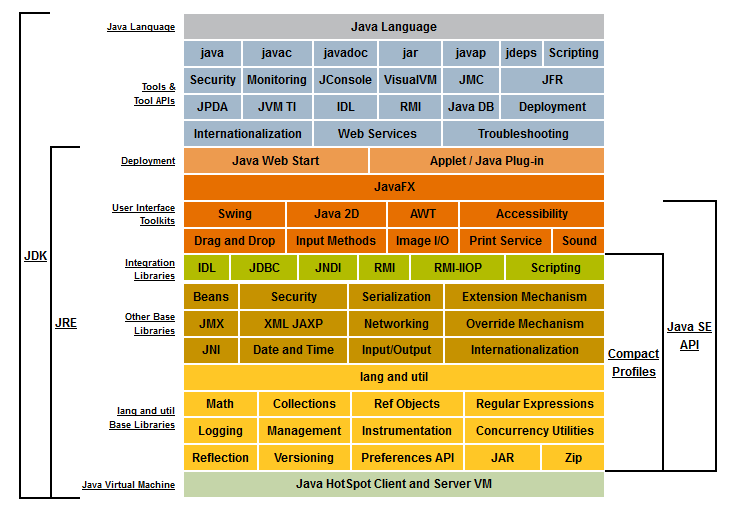 Java Language
Java Language
Tools &
Tool APIs
java javac javadoc jar javap jdeps Scripting
Security Monitoring JConsole VisualVM JMC JFR
JPDA JVM TI IDL RMI Java DB Deployment
Internationalization Web Services Troubleshooting
Deployment
Java Web Start Applet / Java Plug-in
JavaFX
User Interface
Toolkits
Swing Java 2D AWT Accessibility
Drag and Drop Input Methods Image I/O Print Service Sound
Integration
Libraries
IDL JDBC JNDI RMI RMI-IIOP Scripting
JDK
JRE
Other Base
Libraries
Beans Security Serialization Extension Mechanism
JMX XML JAXP Networking Override Mechanism
JNI Date and Time Input/Output Internationalization
Java SE
API
Compact
Profiles
lang and util
lang and util
Base Libraries
Math Collections Ref Objects Regular Expressions
Logging Management Instrumentation Concurrency Utilities
Reflection Versioning Preferences API JAR Zip
Java Virtual Machine
Java HotSpot Client and Server VM